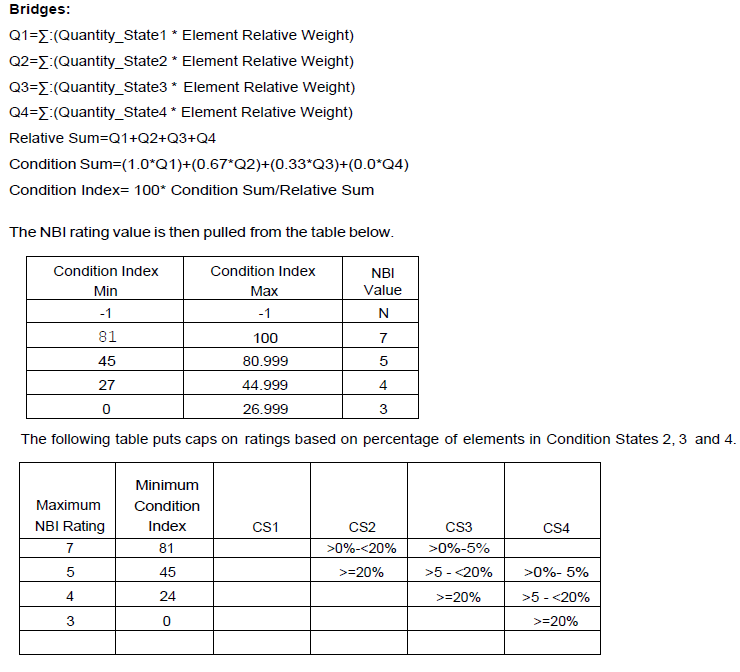 Bridges:
Q1=∑:(Quantity_State1 * Element Relative Weight)
Q2=∑:(Quantity_State2 * Element Relative Weight)
Q3=∑:(Quantity_State3 * Element Relative Weight)
Q4=∑:(Quantity_State4 * Element Relative Weight)
Relative Sum=Q1+Q2+Q3+Q4
Condition Sum=(1.0*Q1)+(0.67*Q2)+(0.33*Q3)+(0.0*Q4)
Condition Index= 100* Condition Sum/Relative Sum
The NBI rating value is then pulled from the table below.
Condition Index Min Condition Index Max NBI Value
-1 -1 N
81 100 7
45 80.999 5
27 44.999 4
0 26.999 3
The following table puts caps on ratings based on percentage of elements in Condition States 2, 3 and 4.
Maximum NBI Rating Minimum Condition Index CS1 CS2 CS3 CS4
7 81 >0%-<20% >0%-5%
5 45 >=20% >5 - <20% >0%- 5%
4 24 >=20% >5 - <20%
3 0 >=20%